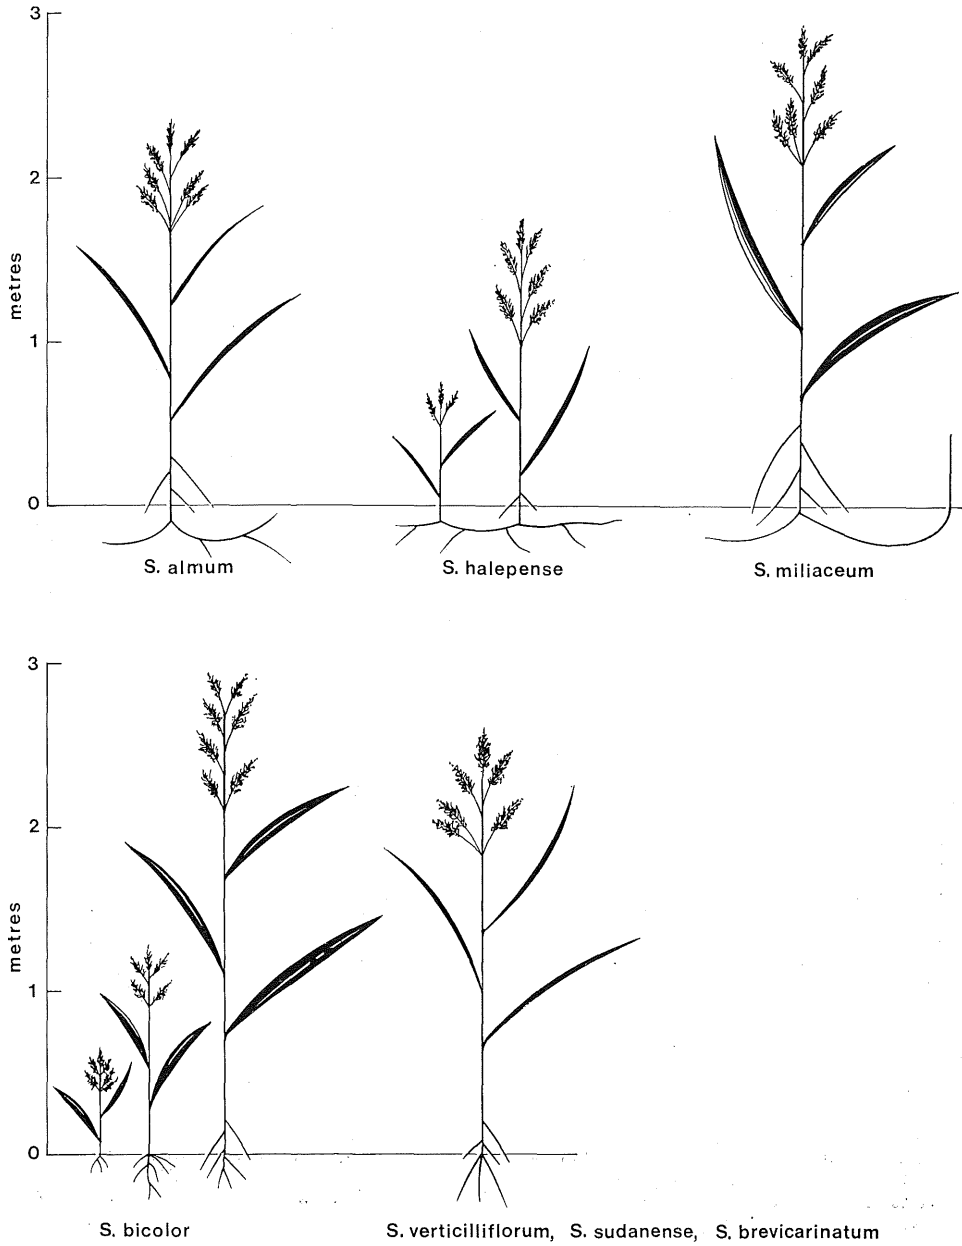 3
2
metres
1
0
S. almum
S. halepense
S. miliaceum
3
2
metres
1
0
S. bicolor
S. verticilliflorum, S. sudanense, S. brevicarinatum